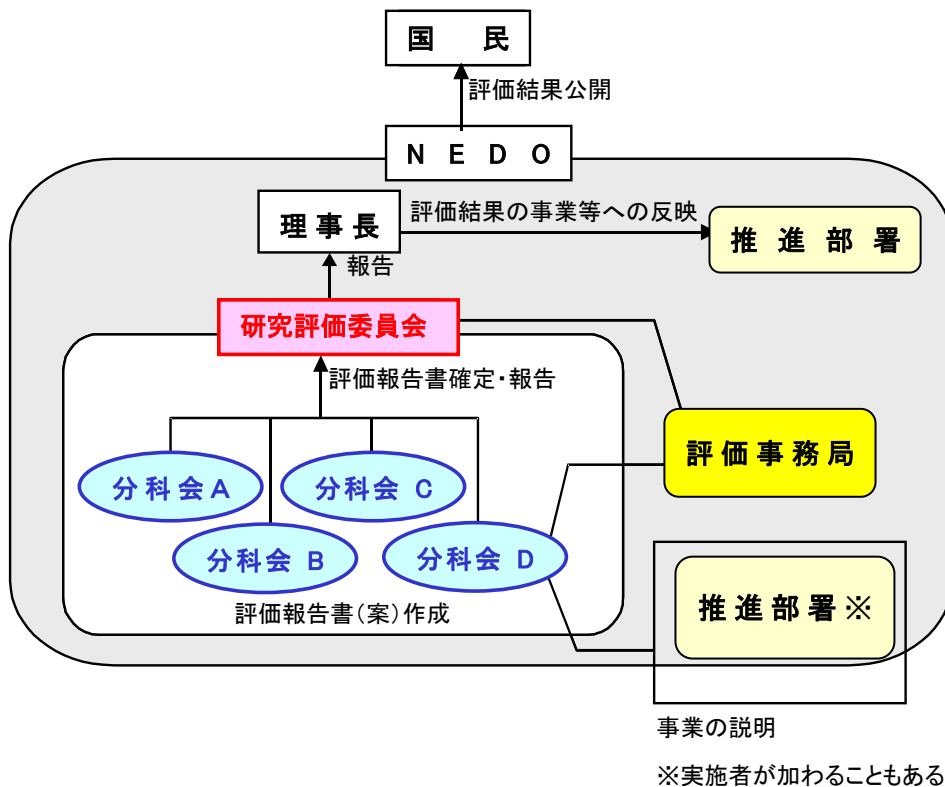 国 民
評価結果公開
N E D O
理事長
評価結果の事業等への反映
推進部署
報告
研究評価委員会
評価報告書確定・報告
評価事務局
分科会A
分科会 C
分科会 B
分科会 D
推進部署※
評価報告書(案)作成
事業の説明
※実施者が加わることもある